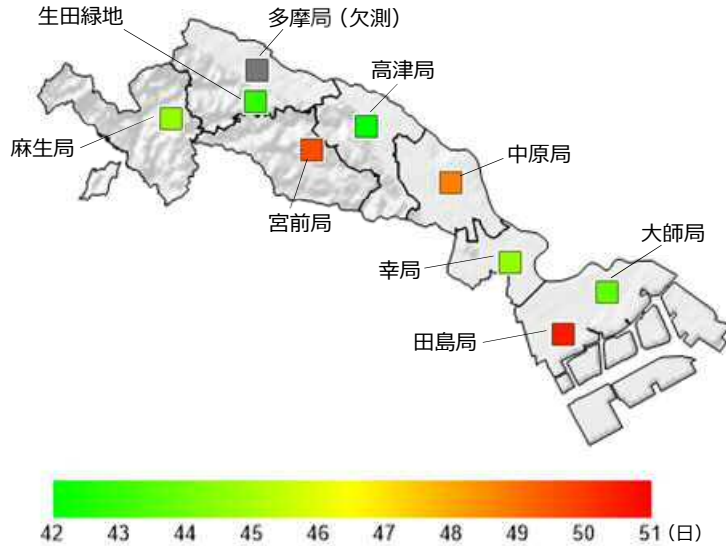 生田緑地
多摩局（欠測）
高津局
麻生局
中原局
宮前局
大師局
幸局
田島局
42 43 44 45 46 47 48 49 50 51（日）